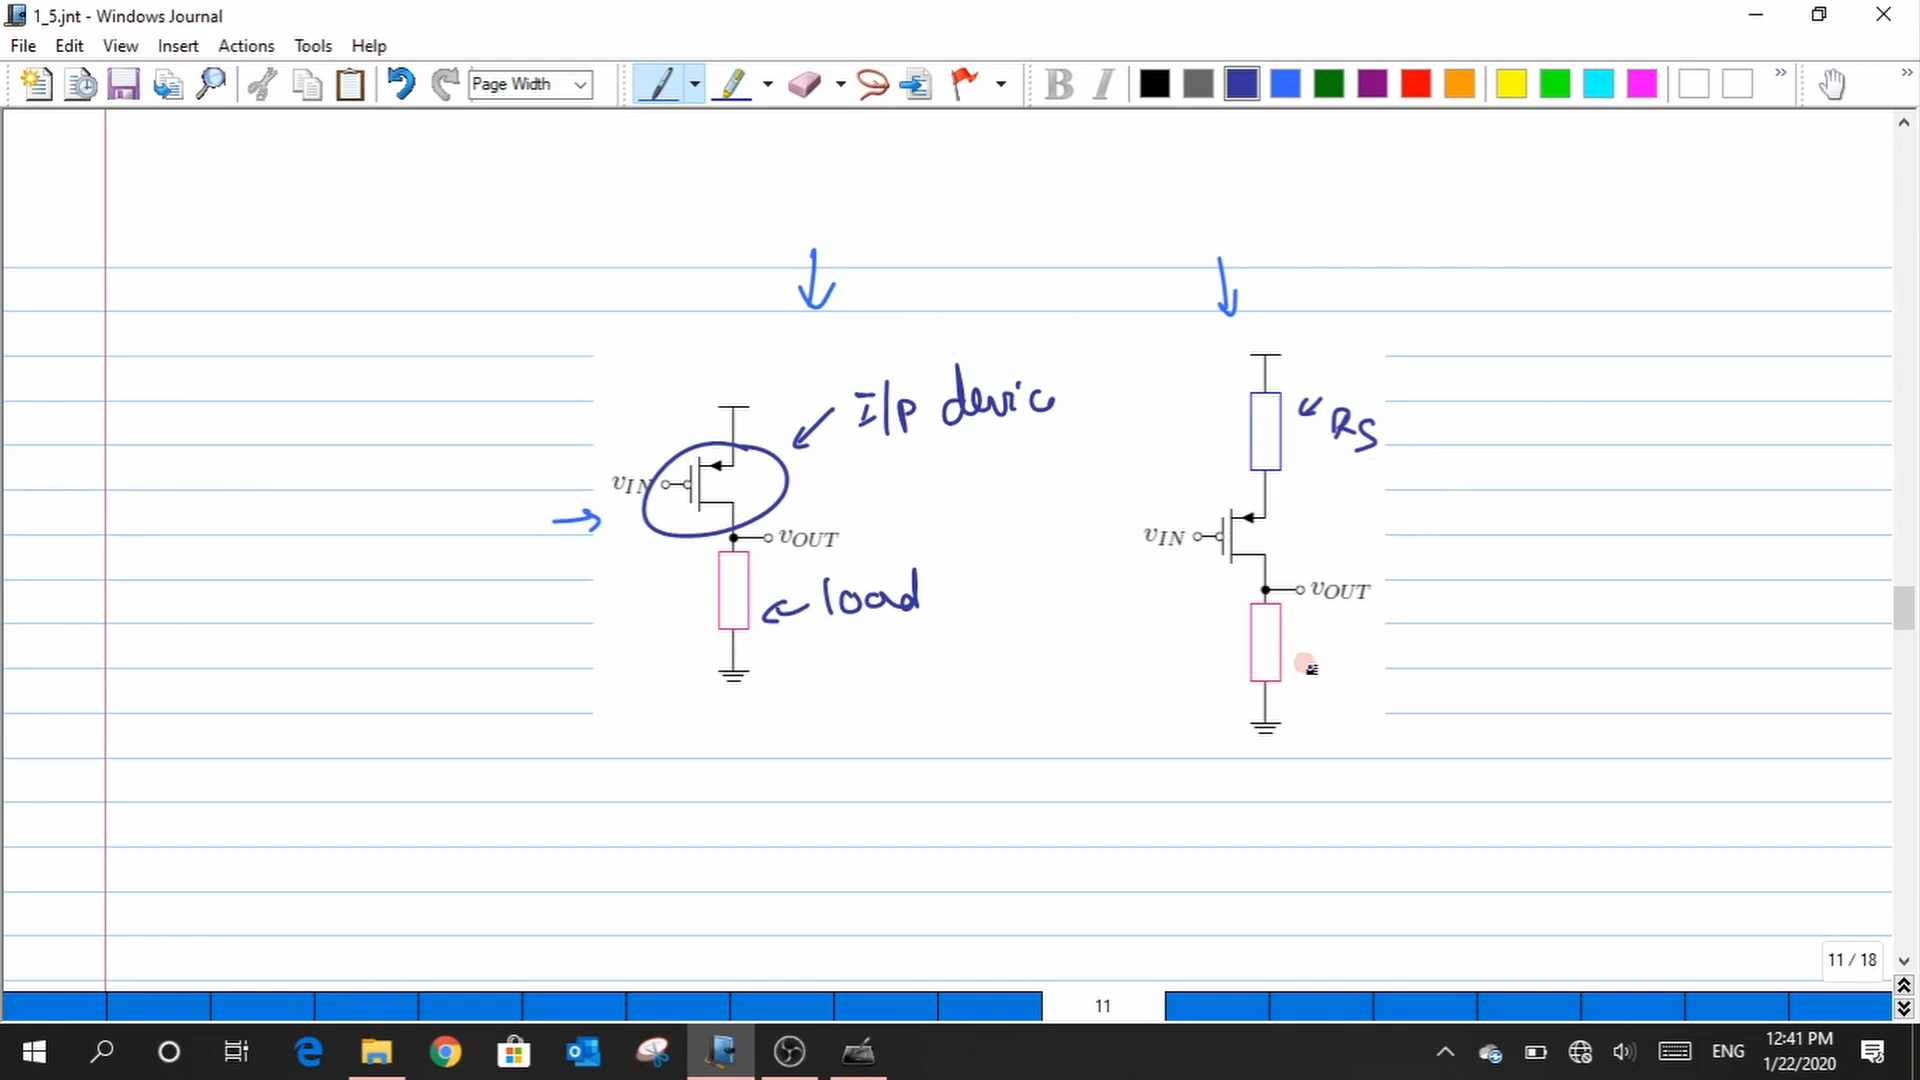 1_5.jnt - Windows Journal
File Edit View Insert Actions Tools Help
Page Width
B I
I/p devic
vIN
vOUT
load
RS
vIN
vOUT
11 / 18
11
ENG
12:41 PM
1/22/2020